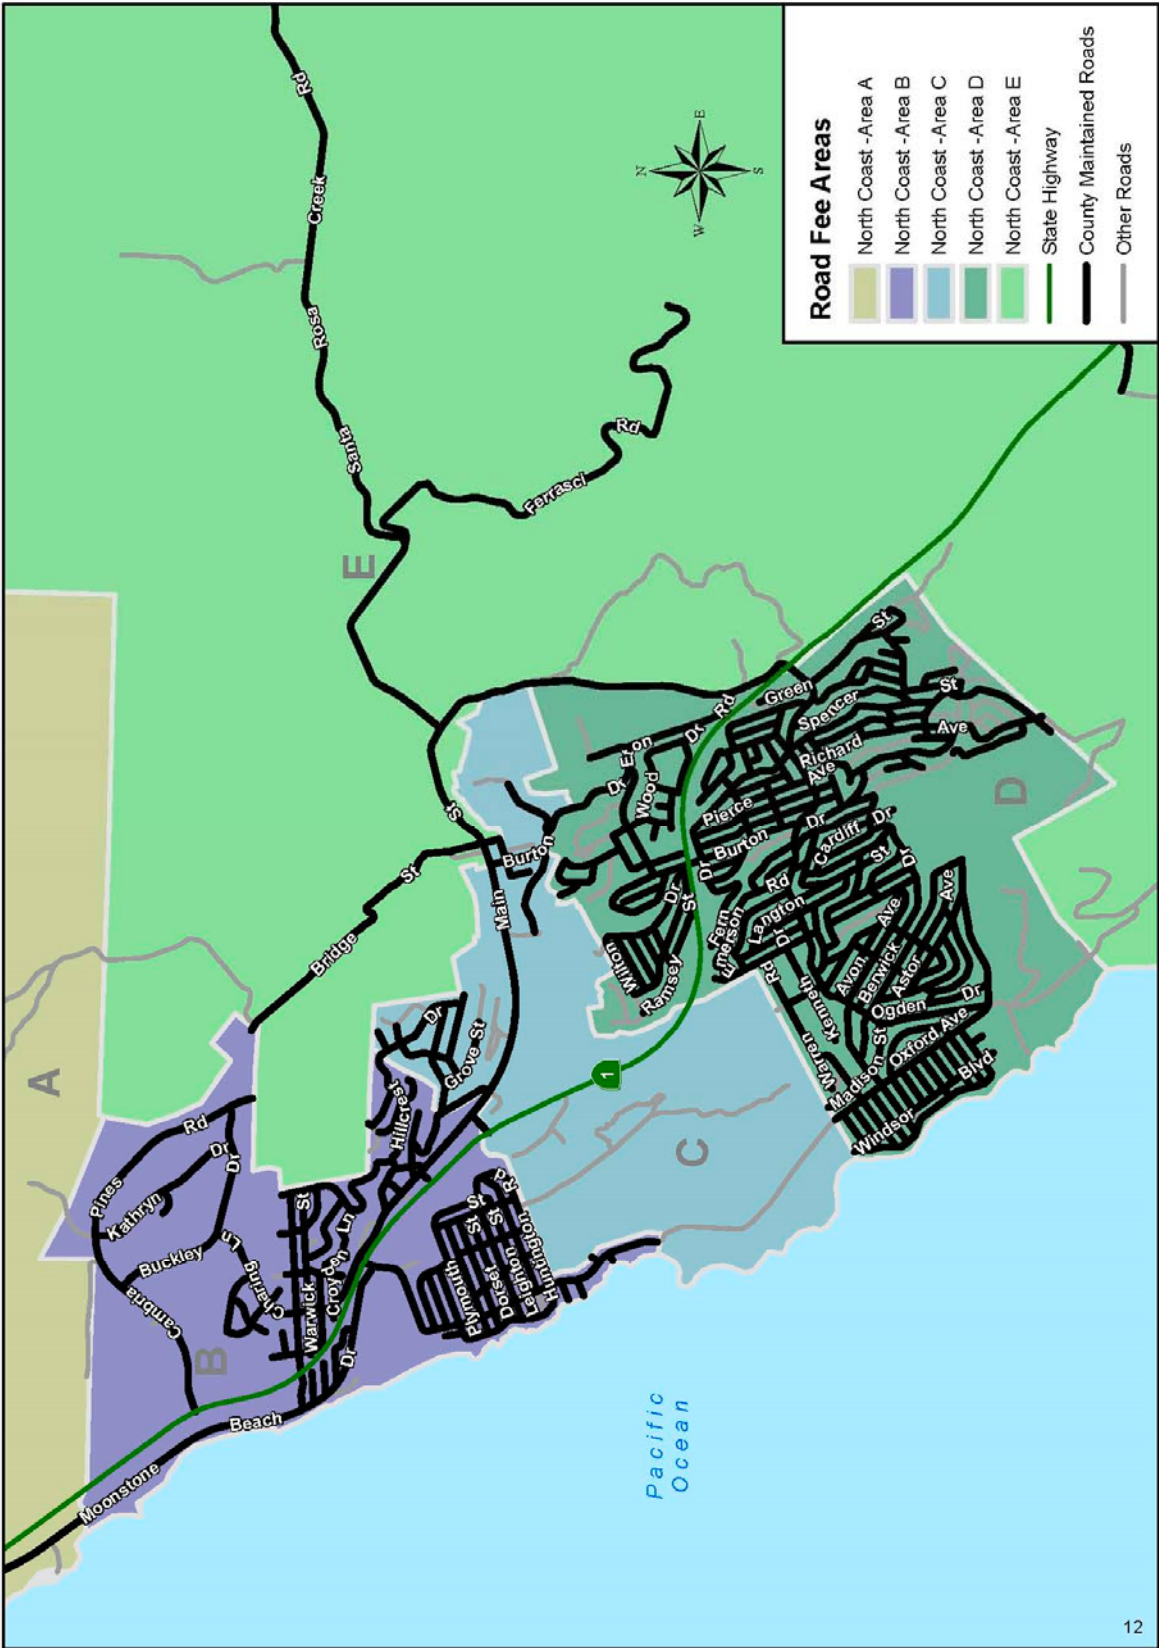 A
B
C
D
E
Santa Rosa Creek Rd
Ferrasci Rd
Bridge St
Main St
Burton Dr
Eton
Rd
Wood Dr
Green St
Spencer St
Richard Ave
Ave
Pierce
Burton Dr
Dr
Cardiff Dr
St
Dr
Ave
Wilton Dr
Ramsey St
Fern
Emerson
Langton Rd
Dr
Rd
Kenneth
Warren
Avon
Ave
Berwick
Astor
Ogden Dr
Oxford Ave
Madison St
Windsor Blvd
1
Hillcrest Dr
Grove St
Pines Rd
Cambria
Kathryn Dr
Buckley Dr
Charing Ln
Warwick St
Croyden Ln
Moonstone Beach Dr
Plymouth St
Dorset St
Leighton
Huntington Rd
Pacific
Ocean
N
W
E
S
Road Fee Areas
North Coast -Area A
North Coast -Area B
North Coast -Area C
North Coast -Area D
North Coast -Area E
State Highway
County Maintained Roads
Other Roads
12